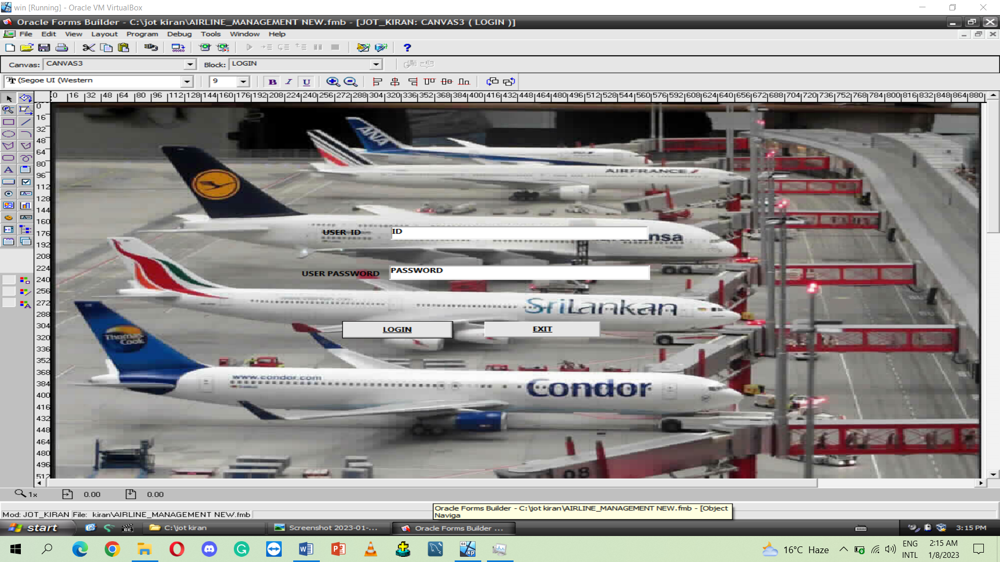 win [Running] - Oracle VM VirtualBox
Oracle Forms Builder - C:\jot kiran\AIRLINE_MANAGEMENT NEW.fmb - [JOT_KIRAN: CANVAS3 ( LOGIN )]
File Edit View Layout Program Debug Tools Window Help
Canvas: CANVAS3 Block: LOGIN
(Segoe UI (Western 9 B I U
0 16 32 48 64 80 96 112 128 144 160 176 192 208 224 240 256 272 288 304 320 336 352 368 384 400 416 432 448 464 480 496 512 528 544 560 576 592 608 624 640 656 672 688 704 720 736 752 768 784 800 816 832 848 864 880
0
16
32
48
64
80
96
112
128
144
160
176
192
208
224
240
256
272
288
304
320
336
352
368
384
400
416
432
448
464
480
496
512
ANA
AIRFRANCE
USER ID ID
nsa
USER PASSWORD PASSWORD
SriLankan
LOGIN EXIT
Thomas
Cook
www.condor.com
Condor
08
1x 0.00 0.00
Oracle Forms Builder - C:\jot kiran\AIRLINE_MANAGEMENT NEW.fmb - [Object
Naviga
Mod: JOT_KIRAN File: kiran\AIRLINE_MANAGEMENT NEW.fmb
start C:\jot kiran Screenshot 2023-01-... Oracle Forms Builder ... 3:15 PM
16°C Haze ENG INTL 2:15 AM 1/8/2023